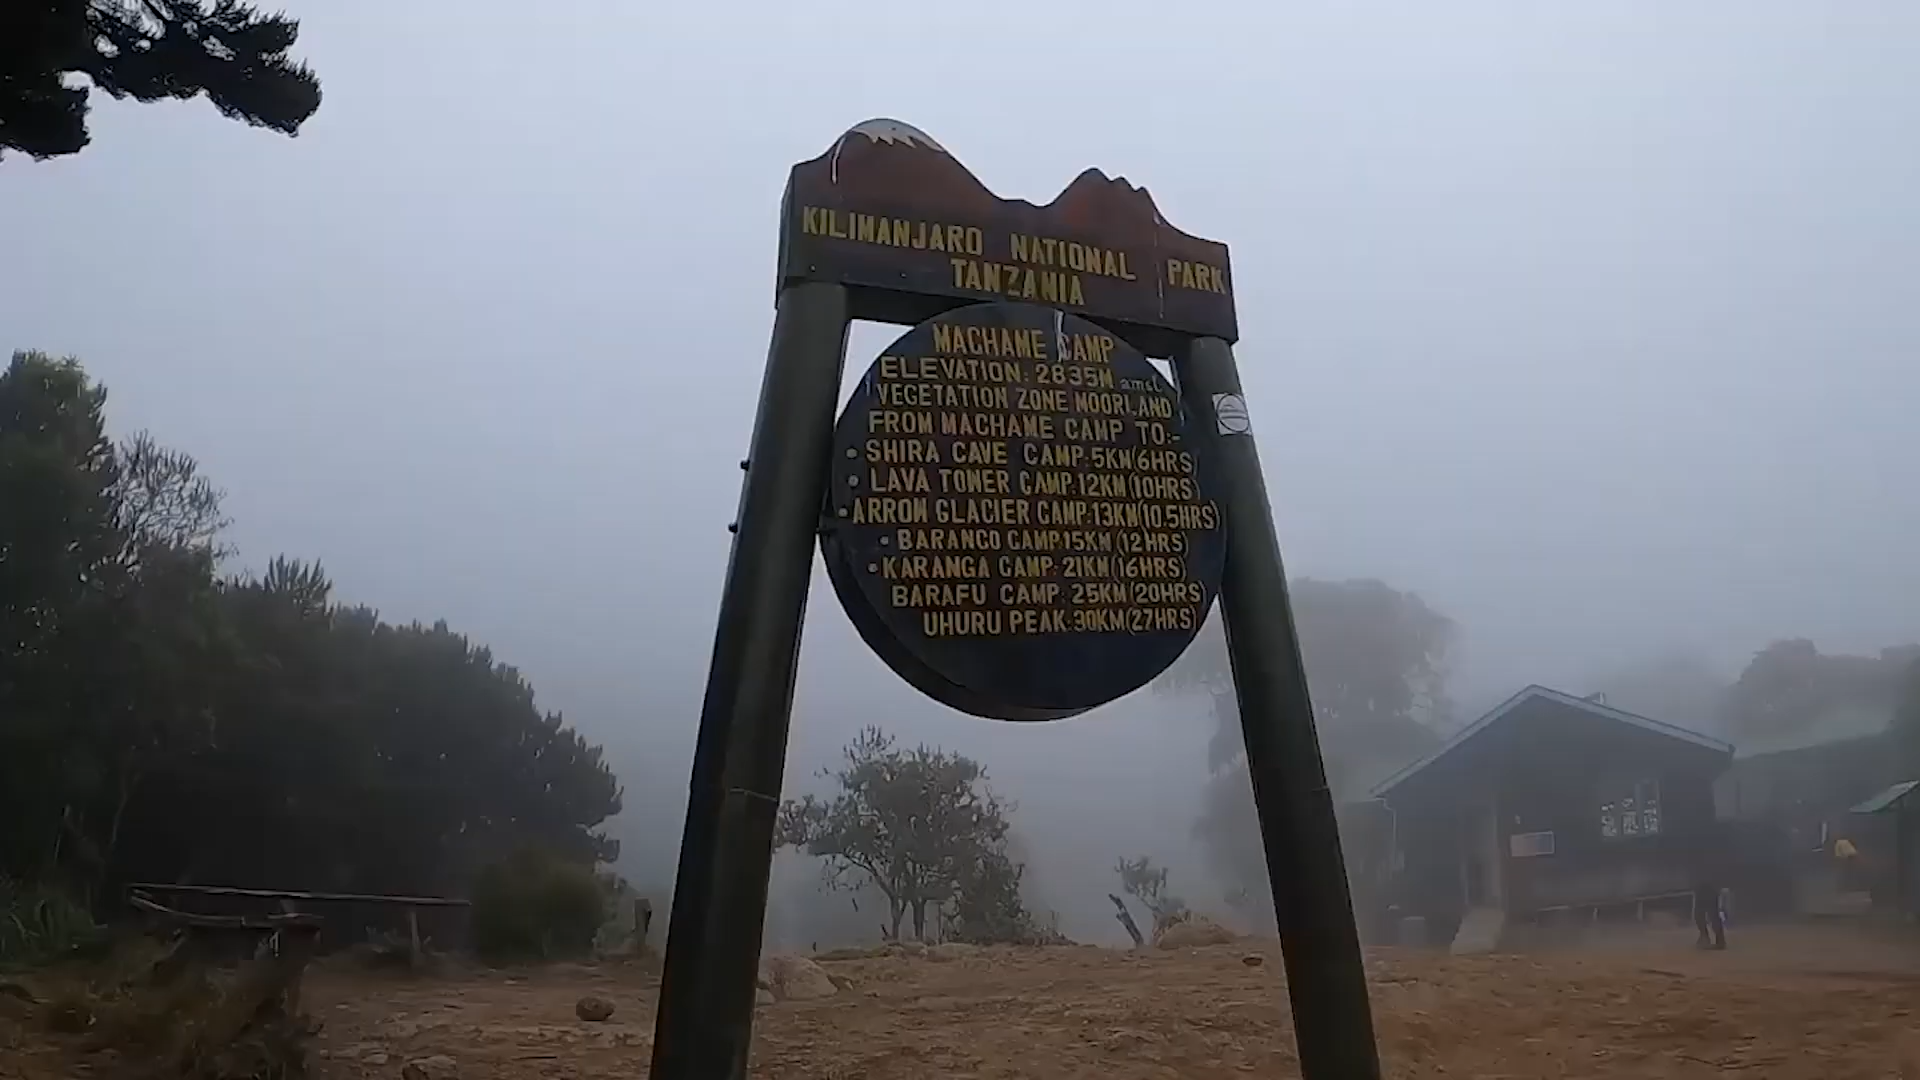 KILIMANJARO NATIONAL PARK
TANZANIA
MACHAME CAMP
ELEVATION: 2835M amsl
VEGETATION ZONE MOORLAND
FROM MACHAME CAMP TO:-
• SHIRA CAVE CAMP:5KM(6HRS)
• LAVA TOWER CAMP:12KM(10HRS)
• ARROW GLACIER CAMP:13KM(10.5HRS)
• BARANCO CAMP15KM(12HRS)
• KARANGA CAMP: 21KM(16HRS)
BARAFU CAMP: 25KM(20HRS)
UHURU PEAK:30KM(27HRS)